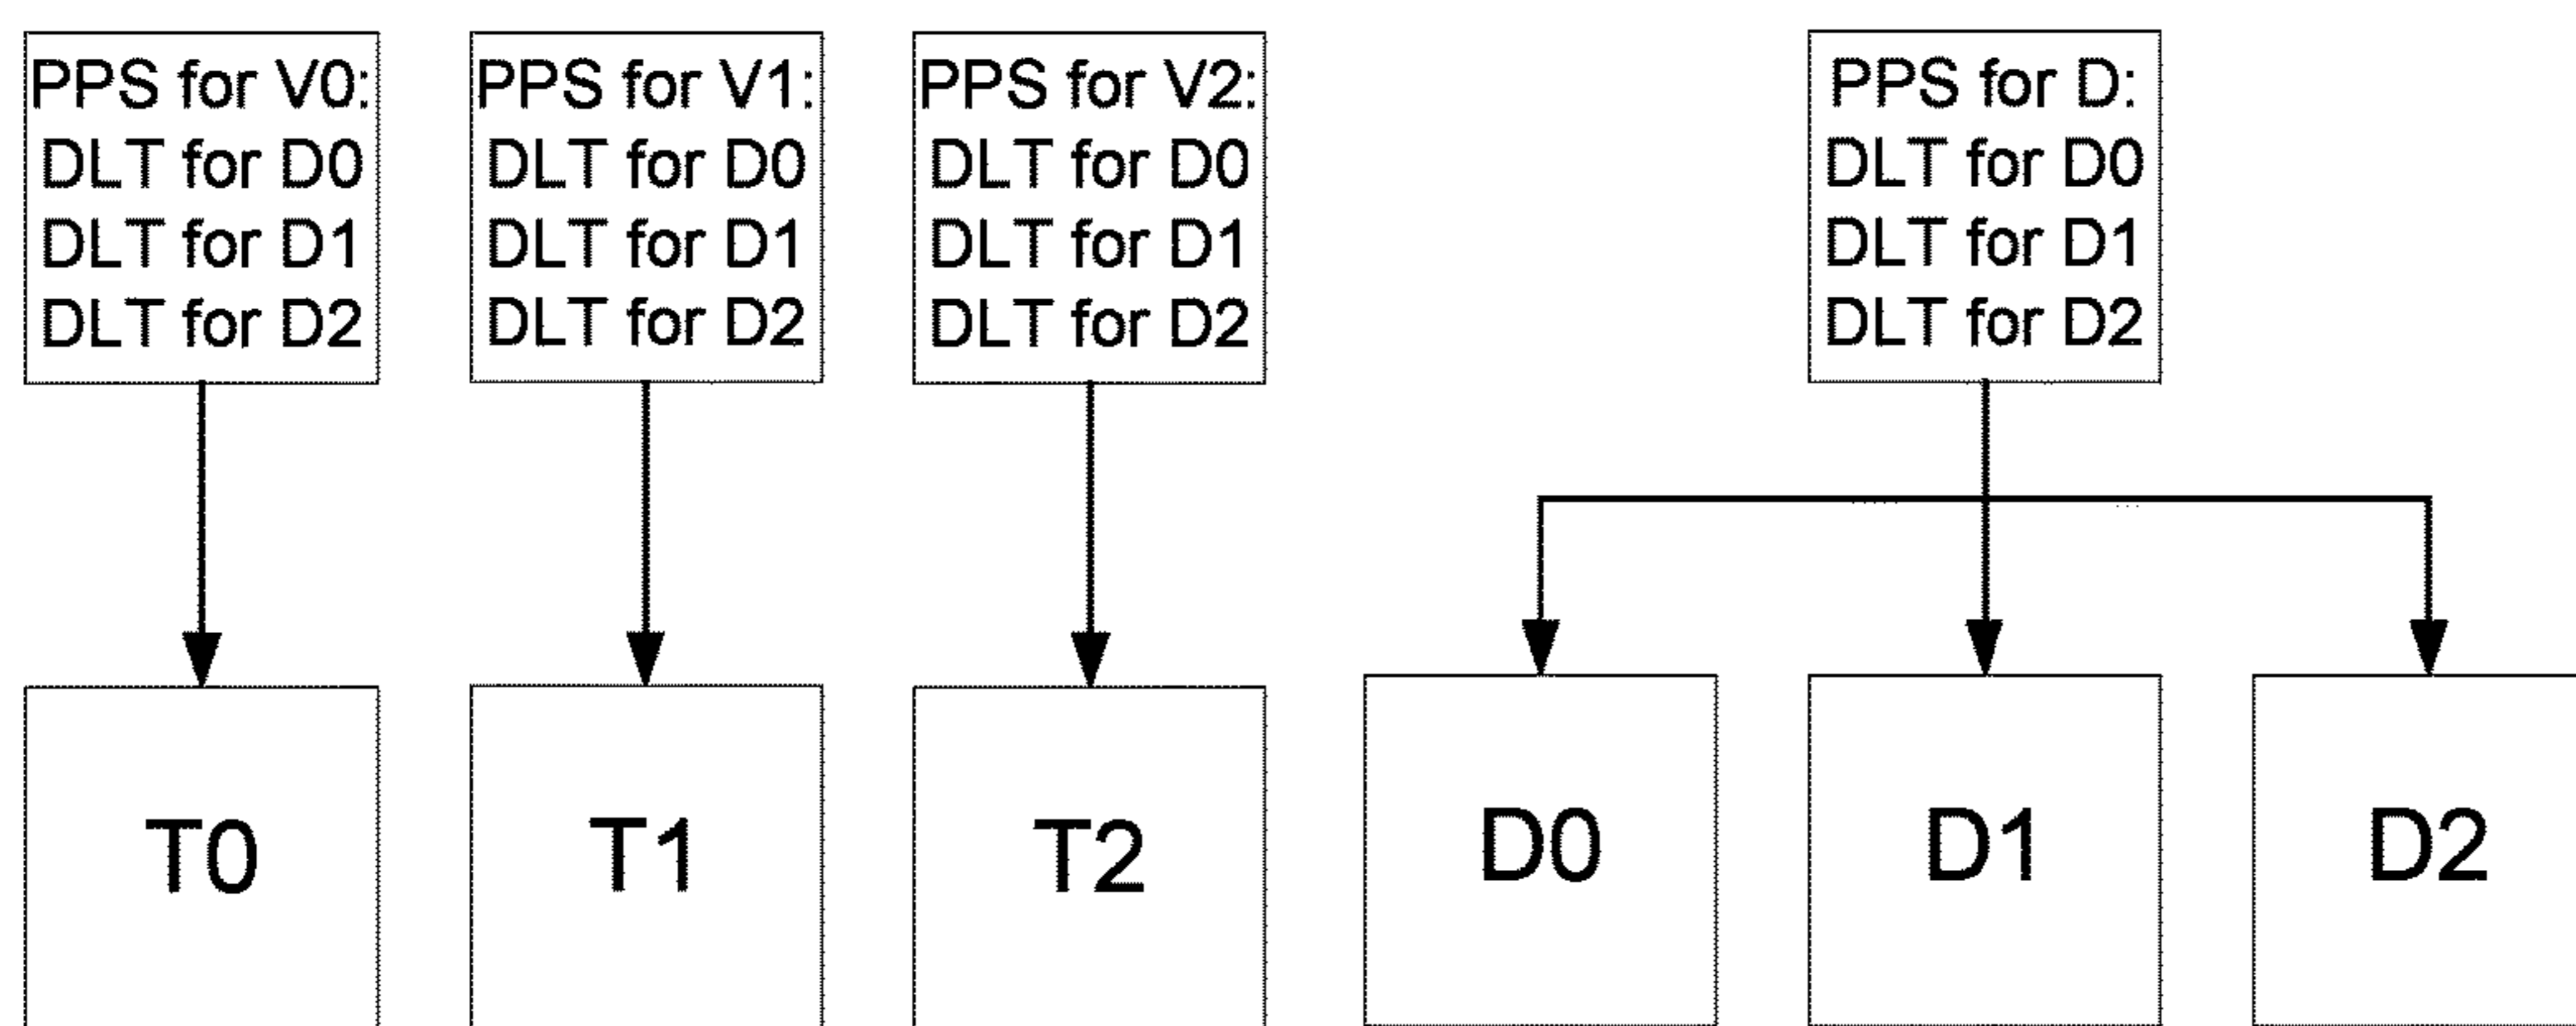 PPS for V0:
DLT for D0
DLT for D1
DLT for D2
PPS for V1:
DLT for D0
DLT for D1
DLT for D2
PPS for V2:
DLT for D0
DLT for D1
DLT for D2
PPS for D:
DLT for D0
DLT for D1
DLT for D2
T0
T1
T2
D0
D1
D2